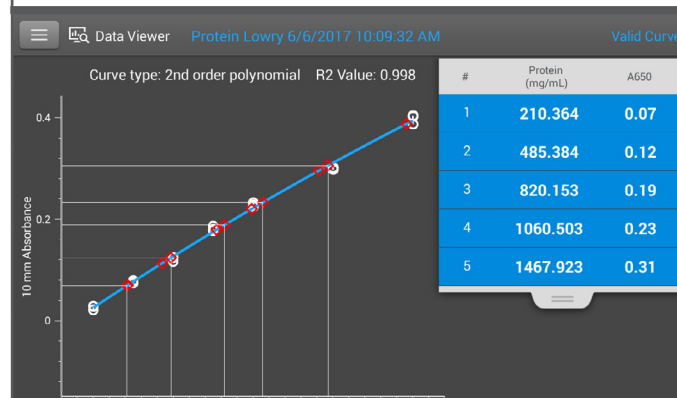 Data Viewer Protein Lowry 6/6/2017 10:09:32 AM Valid Curve
Curve type: 2nd order polynomial R2 Value: 0.998
# Protein (mg/mL) A650
1 210.364 0.07
2 485.384 0.12
3 820.153 0.19
4 1060.503 0.23
5 1467.923 0.31
10 mm Absorbance
0.4
0.2
0